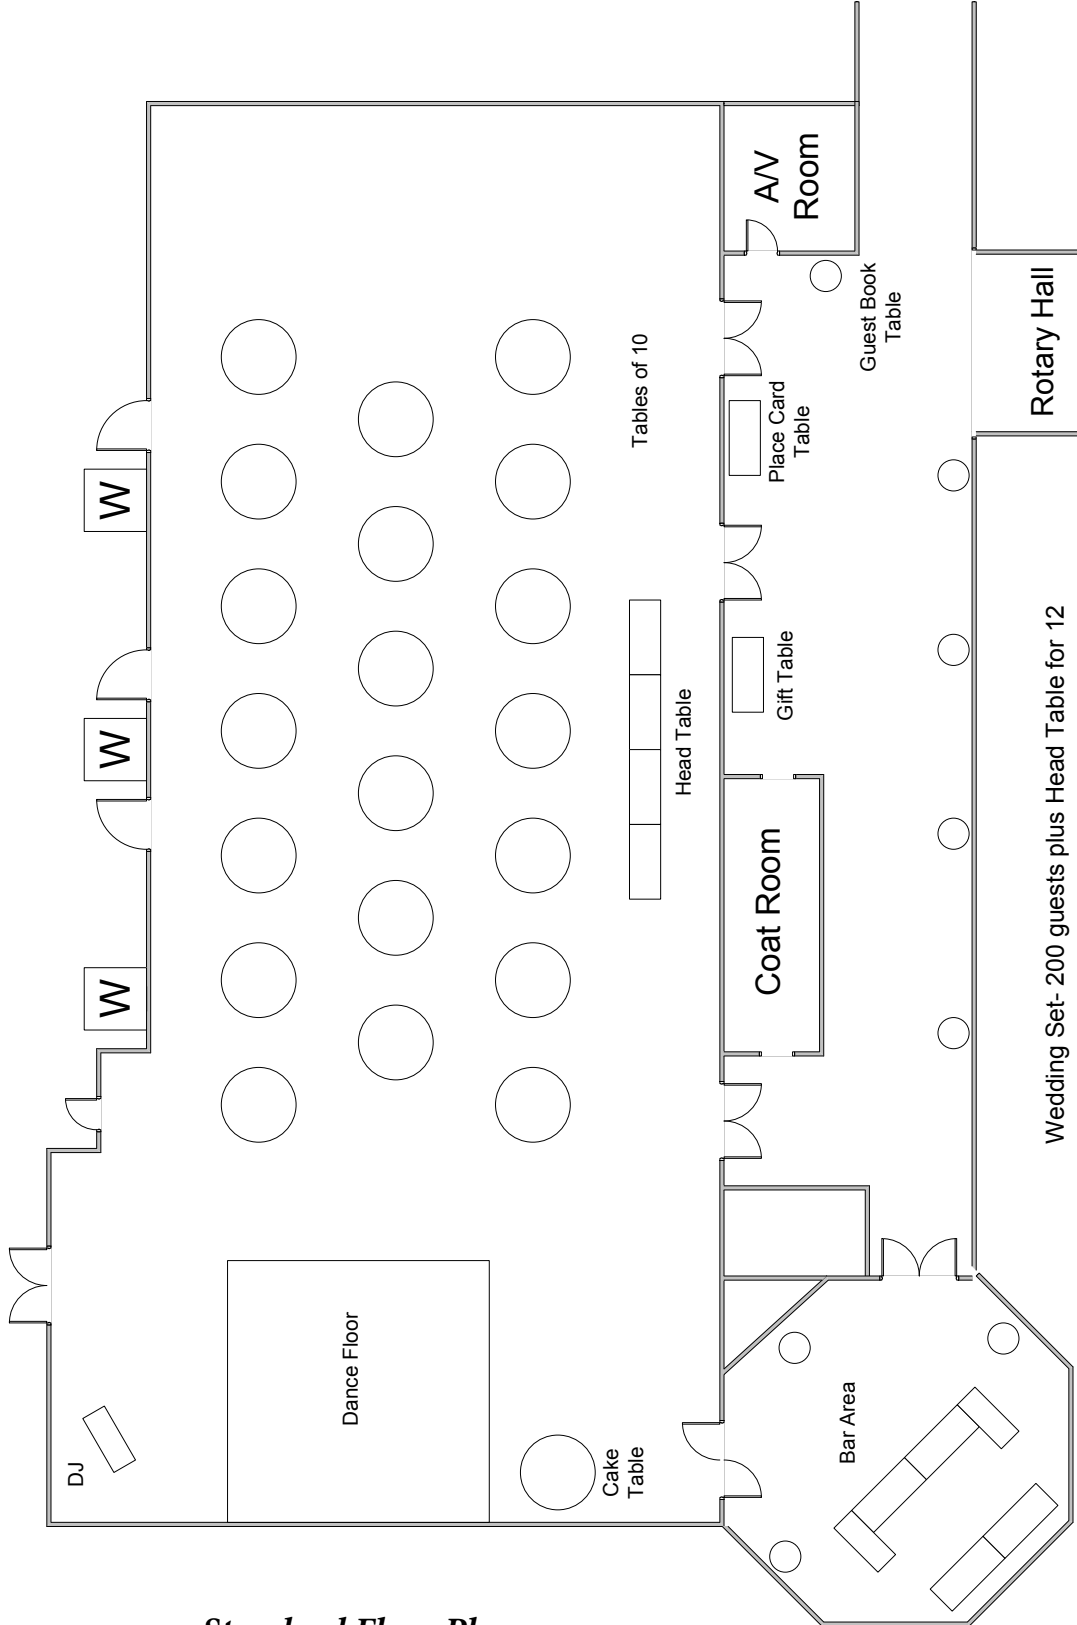 A/V
Room
Guest Book
Table
Rotary Hall
Tables of 10
Place Card
Table
W
Gift Table
Head Table
W
Coat Room
W
Wedding Set- 200 guests plus Head Table for 12
Dance Floor
DJ
Cake
Table
Bar Area